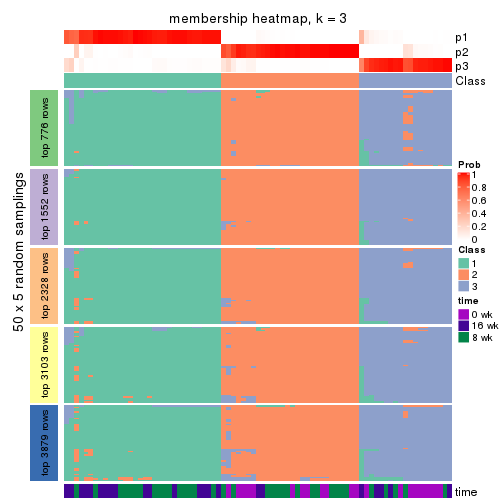 membership heatmap, k = 3
p1
p2
p3
Class
50 x 5 random samplings
top 776 rows
top 1552 rows
top 2328 rows
top 3103 rows
top 3879 rows
Prob
1
0.8
0.6
0.4
0.2
0
Class
1
2
3
time
0 wk
16 wk
8 wk
time